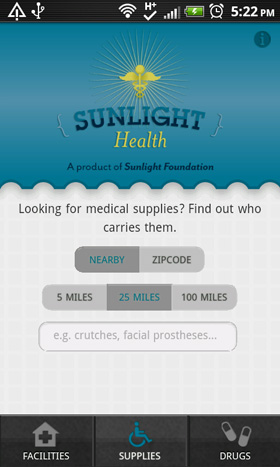 H+ 5:22 PM
{ SUNLIGHT }
Health
A product of Sunlight Foundation
Looking for medical supplies? Find out who
carries them.
NEARBY ZIPCODE
5 MILES 25 MILES 100 MILES
e.g. crutches, facial prostheses...
FACILITIES SUPPLIES DRUGS